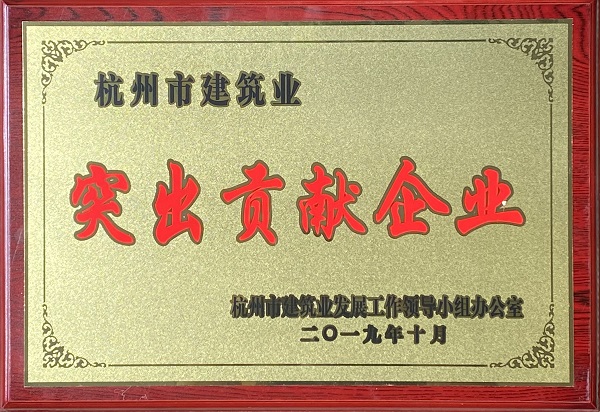 杭州市建筑业
突出贡献企业
杭州市建筑业发展工作领导小组办公室
二〇一九年十月